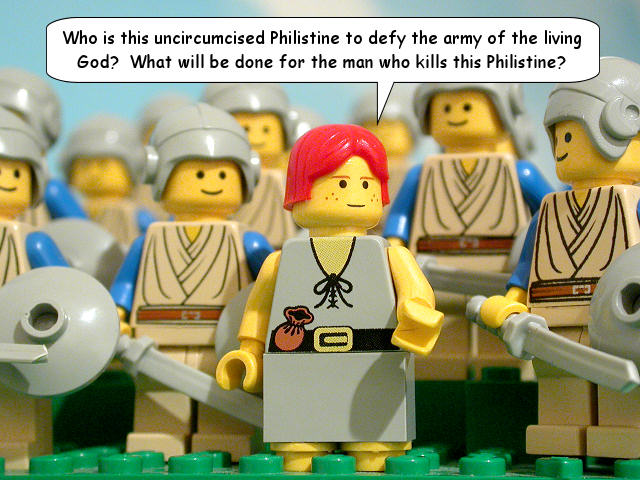 Who is this uncircumcised Philistine to defy the army of the living
God?  What will be done for the man who kills this Philistine?